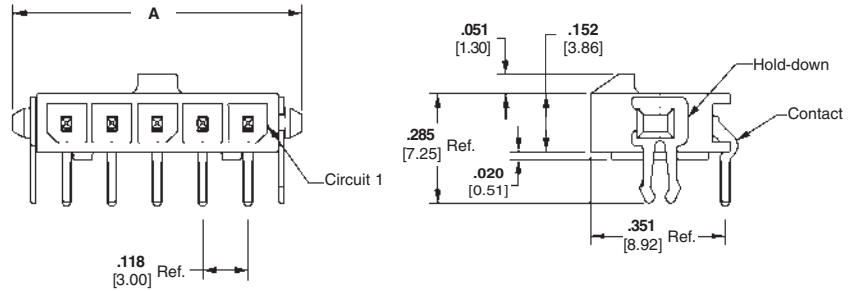 A
Circuit 1
.118
[3.00] Ref.
.051
[1.30]
.152
[3.86]
Hold-down
Contact
.285
[7.25] Ref.
.020
[0.51]
.351
[8.92] Ref.